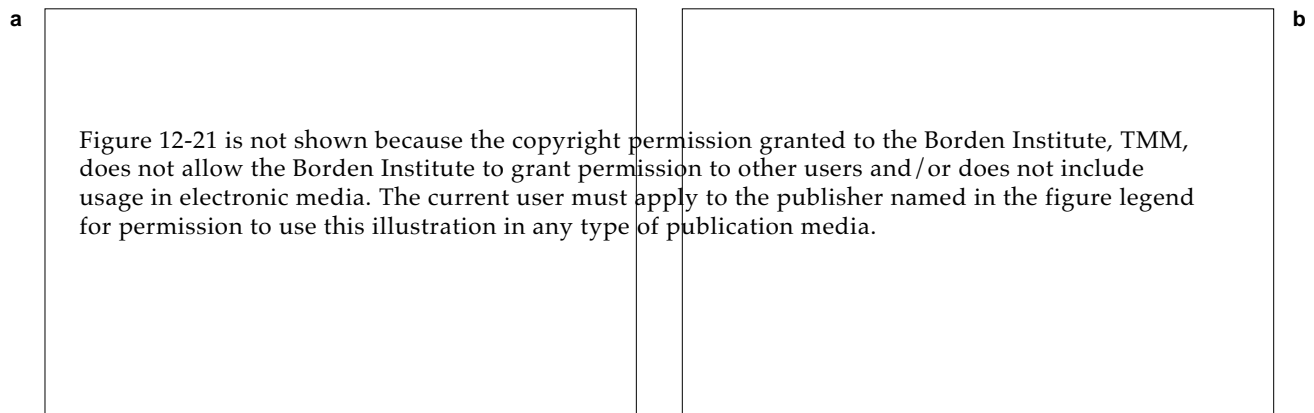 a
b
Figure 12-21 is not shown because the copyright permission granted to the Borden Institute, TMM,
does not allow the Borden Institute to grant permission to other users and/or does not include
usage in electronic media. The current user must apply to the publisher named in the figure legend
for permission to use this illustration in any type of publication media.